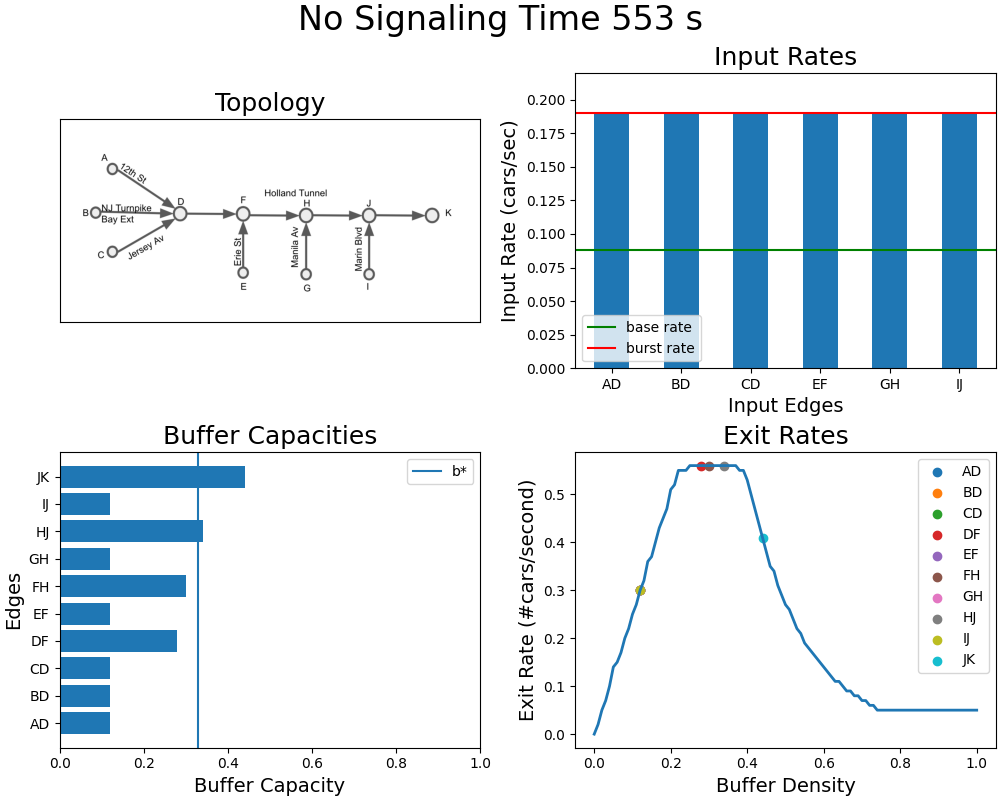 No Signaling Time 553 s
Topology
A
12th St
B
NJ Turnpike
Bay Ext
C
Jersey Av
D
F
Holland Tunnel
H
J
K
Erie St
Manila Av
Marin Blvd
E
G
I
Input Rates
Input Rate (cars/sec)
0.200
0.175
0.150
0.125
0.100
0.075
0.050
0.025
0.000
base rate
burst rate
AD BD CD EF GH IJ
Input Edges
Buffer Capacities
Edges
JK
IJ
HJ
GH
FH
EF
DF
CD
BD
AD
b*
0.0 0.2 0.4 0.6 0.8 1.0
Buffer Capacity
Exit Rates
Exit Rate (#cars/second)
0.5
0.4
0.3
0.2
0.1
0.0
AD
BD
CD
DF
EF
FH
GH
HJ
IJ
JK
0.0 0.2 0.4 0.6 0.8 1.0
Buffer Density